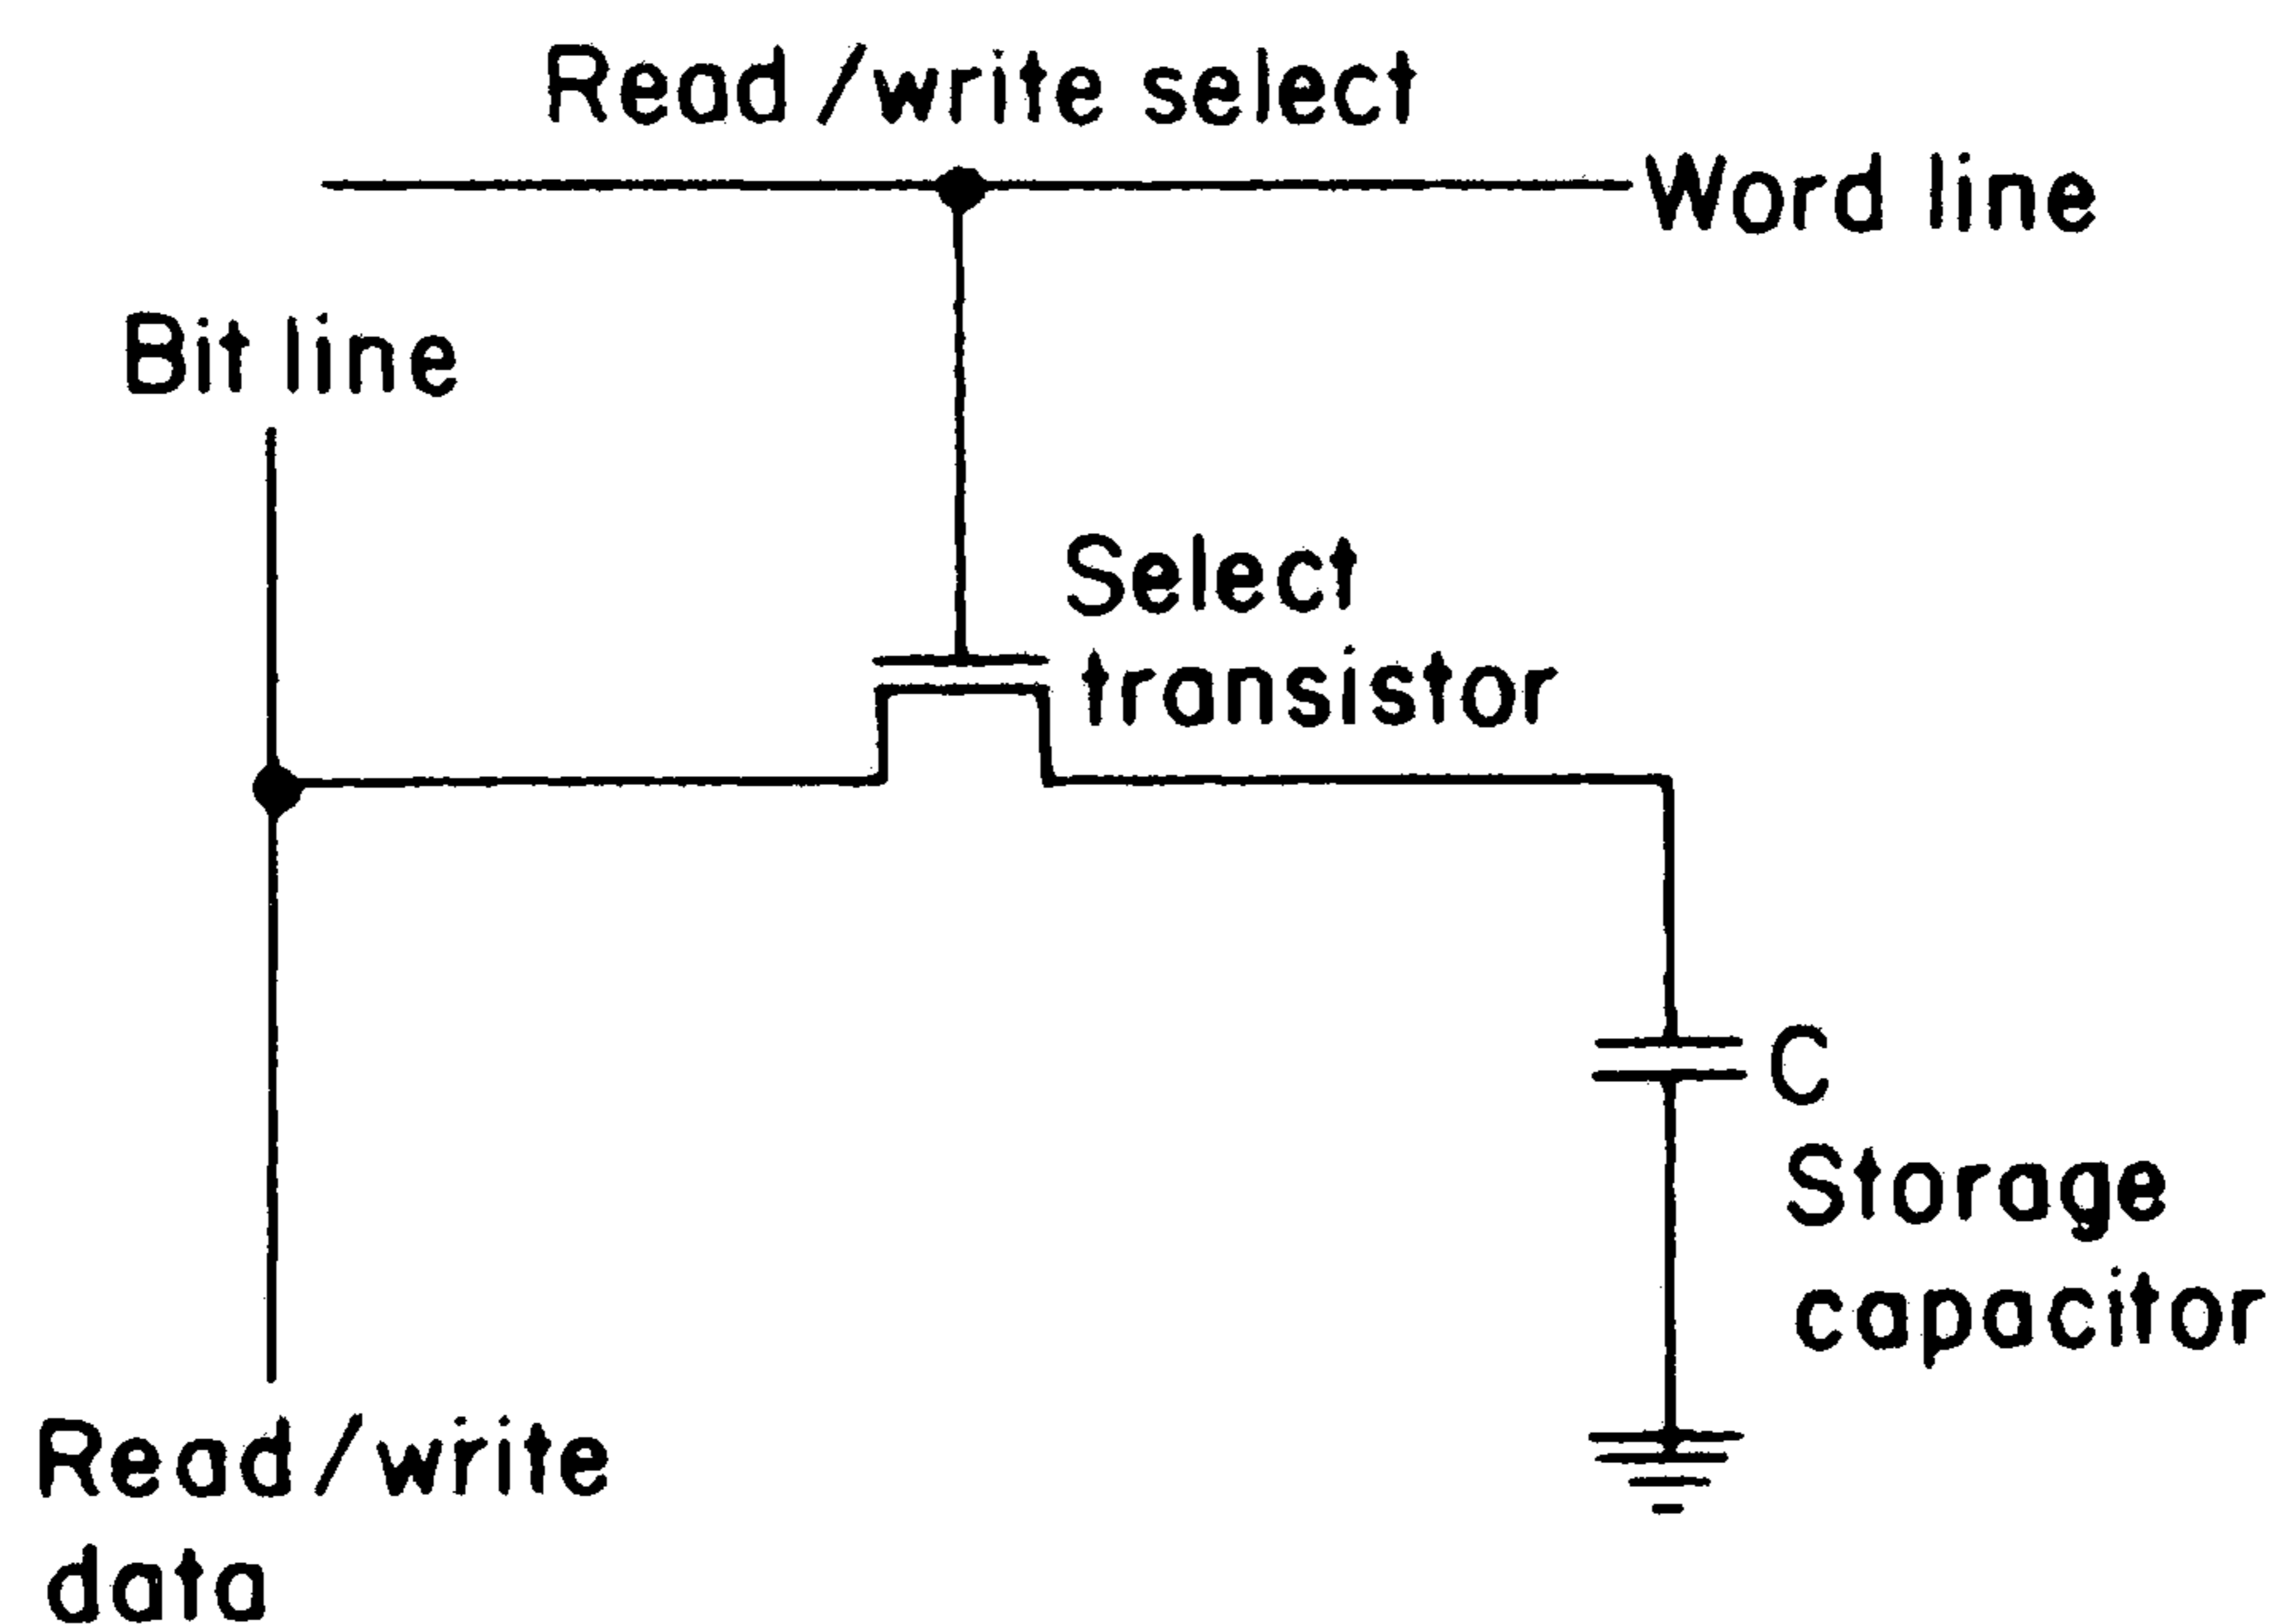 Read/write select
Word line
Bit line
Select
transistor
C
Storage
capacitor
Read/write
data